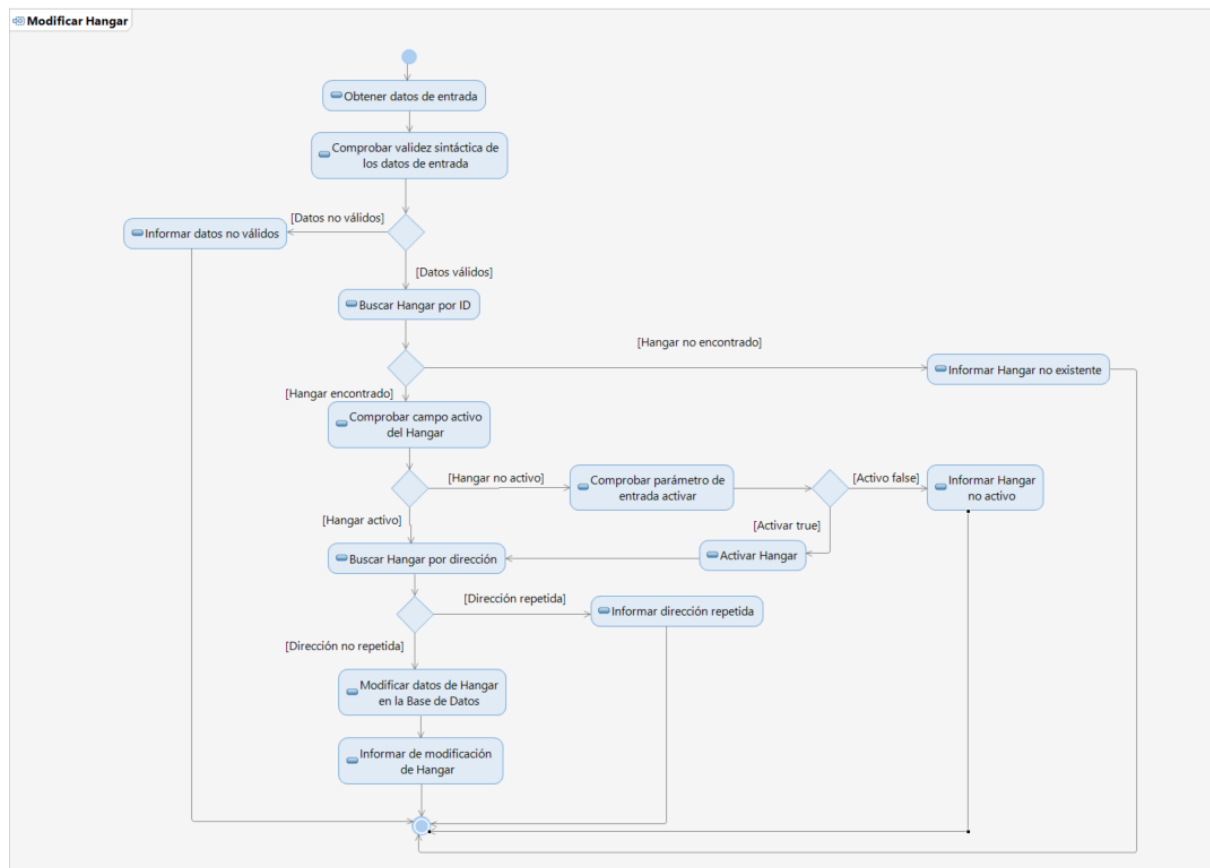 Modificar Hangar
Obtener datos de entrada
Comprobar validez sintáctica de
los datos de entrada
[Datos no válidos]
Informar datos no válidos
[Datos válidos]
Buscar Hangar por ID
[Hangar no encontrado]
Informar Hangar no existente
[Hangar encontrado]
Comprobar campo activo
del Hangar
[Hangar no activo]
Comprobar parámetro de
entrada activar
[Activo false]
Informar Hangar
no activo
[Hangar activo]
[Activar true]
Buscar Hangar por dirección
Activar Hangar
[Dirección repetida]
Informar dirección repetida
[Dirección no repetida]
Modificar datos de Hangar
en la Base de Datos
Informar de modificación
de Hangar